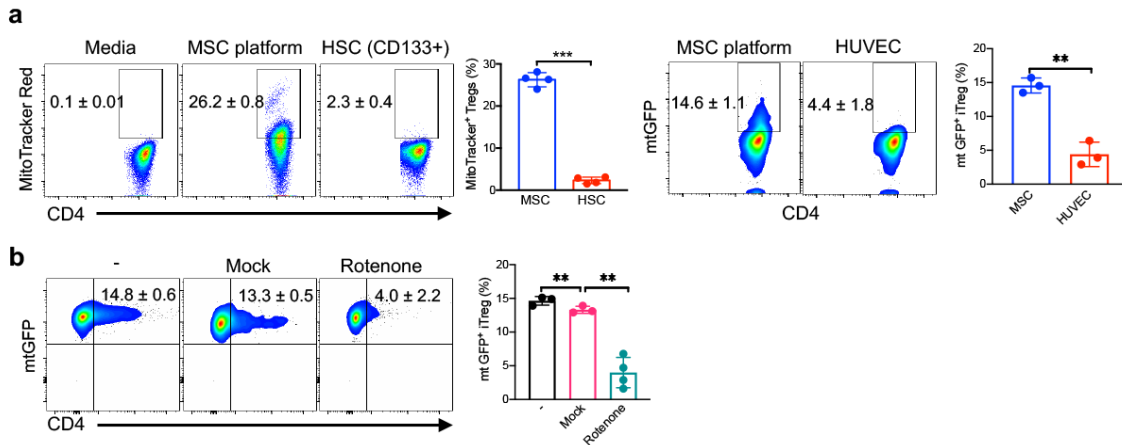 a
Media
MSC platform
HSC (CD133+)
MitoTracker Red
0.1 ± 0.01
26.2 ± 0.8
2.3 ± 0.4
CD4
MitoTracker+ Tregs (%)
30
20
10
0
***
MSC
HSC
MSC platform
HUVEC
mtGFP
14.6 ± 1.1
4.4 ± 1.8
CD4
mt GFP+ iTreg (%)
20
15
10
5
0
**
MSC
HUVEC
b
-
Mock
Rotenone
mtGFP
14.8 ± 0.6
13.3 ± 0.5
4.0 ± 2.2
CD4
mt GFP+ iTreg (%)
20
15
10
5
0
**
**
-
Mock
Rotenone